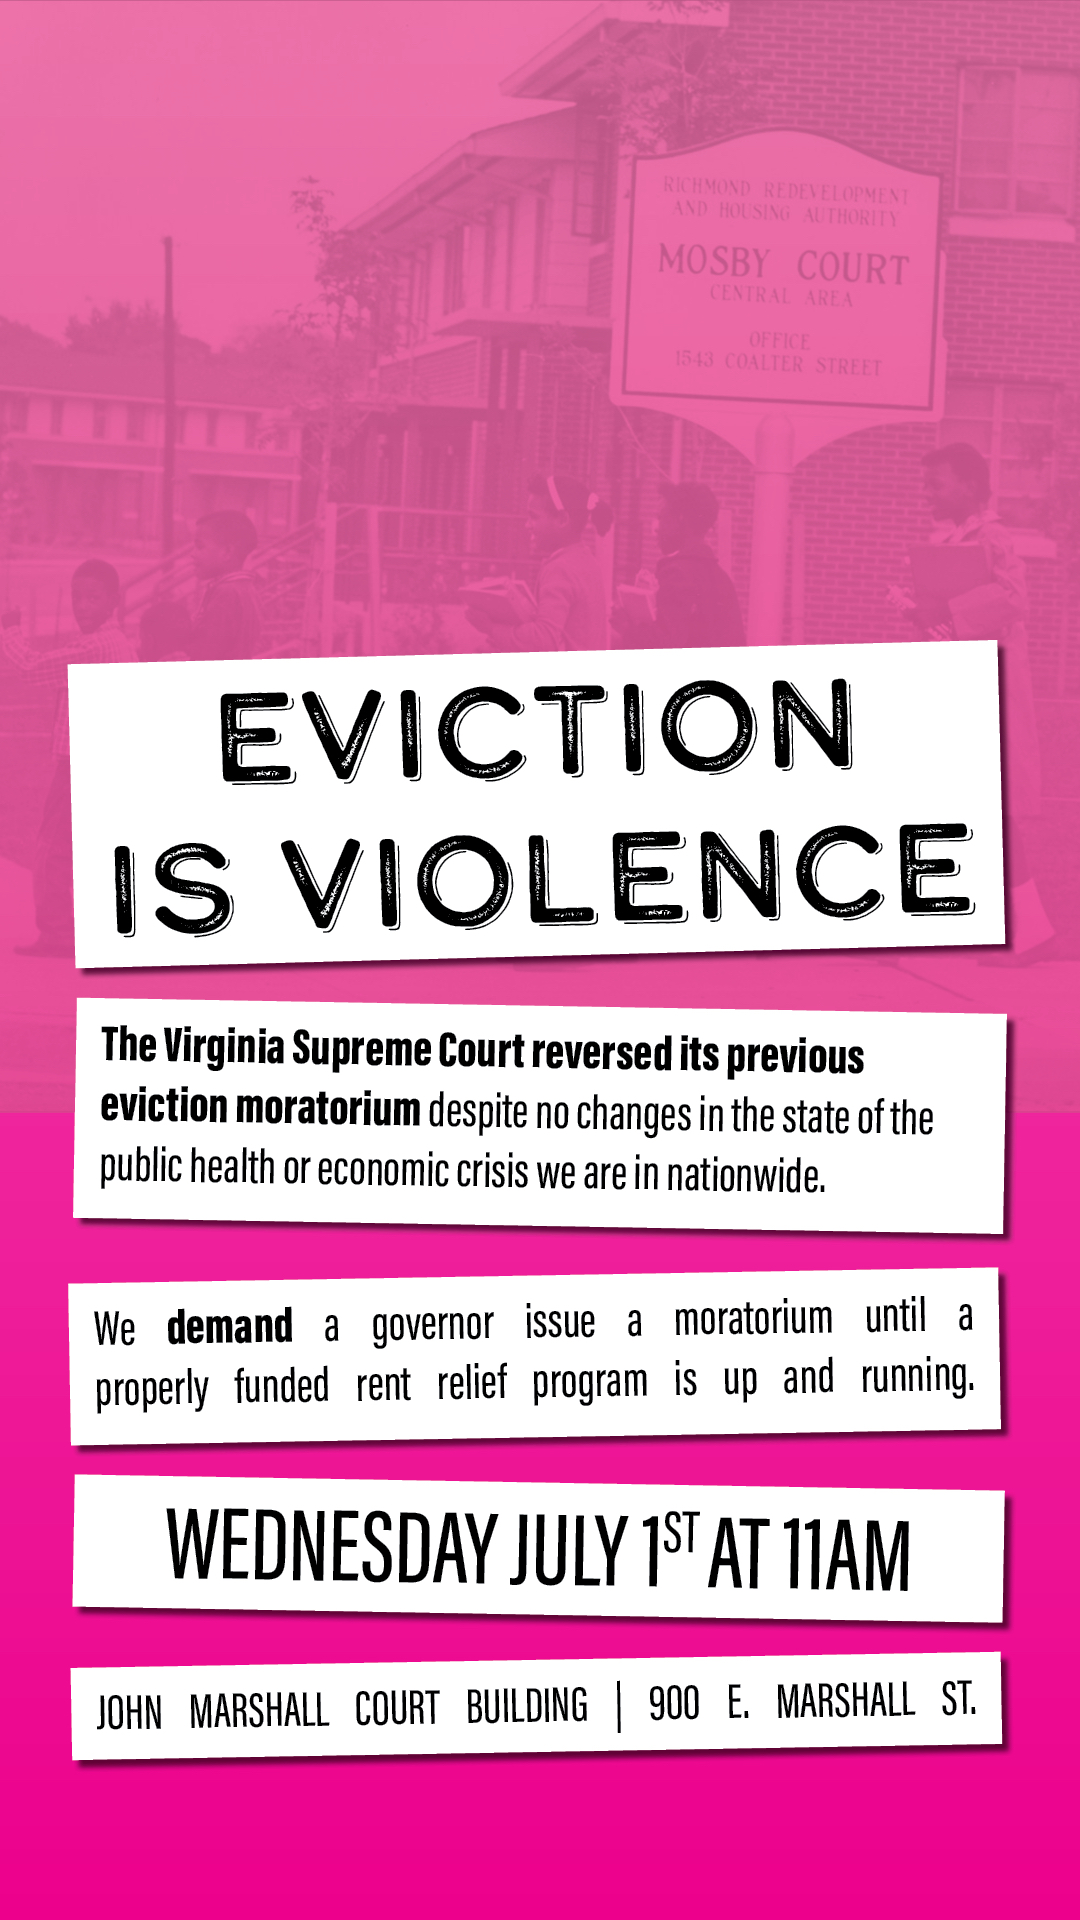 RICHMOND REDEVELOPMENT
AND HOUSING AUTHORITY
MOSBY COURT
CENTRAL AREA
OFFICE
1543 COALTER STREET
EVICTION
IS VIOLENCE
The Virginia Supreme Court reversed its previous
eviction moratorium despite no changes in the state of the
public health or economic crisis we are in nationwide.
We demand a governor issue a moratorium until a
properly funded rent relief program is up and running.
WEDNESDAY JULY 1ST AT 11AM
JOHN MARSHALL COURT BUILDING | 900 E. MARSHALL ST.